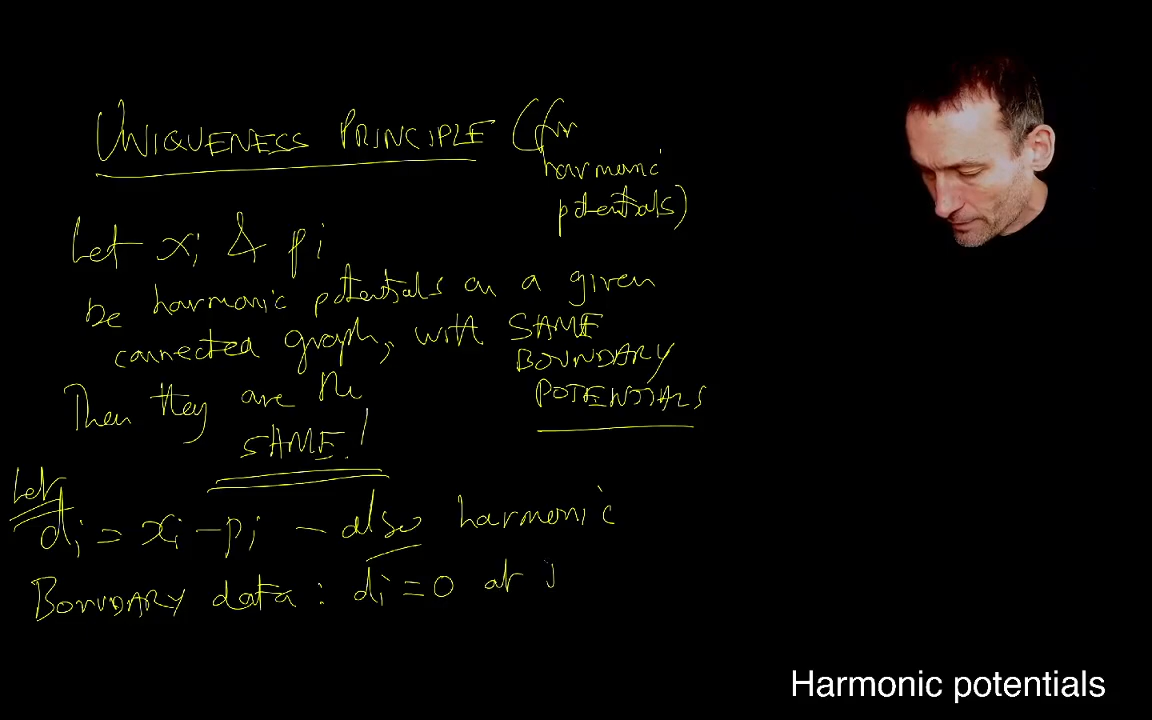 UNIQUENESS PRINCIPLE (for
harmonic
potentials)
Let xi & pi
be harmonic potentials on a given
connected graph, with SAME
BOUNDARY
POTENTIALS
Then they are the
SAME!
Let
di = xi - pi - also harmonic
BOUNDARY data: di = 0 at
Harmonic potentials